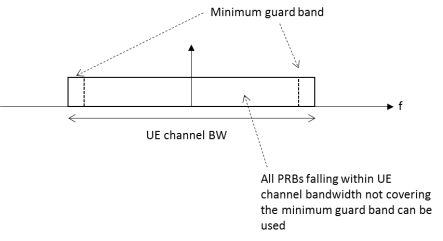 Minimum guard band
f
UE channel BW
All PRBs falling within UE
channel bandwidth not covering
the minimum guard band can be
used